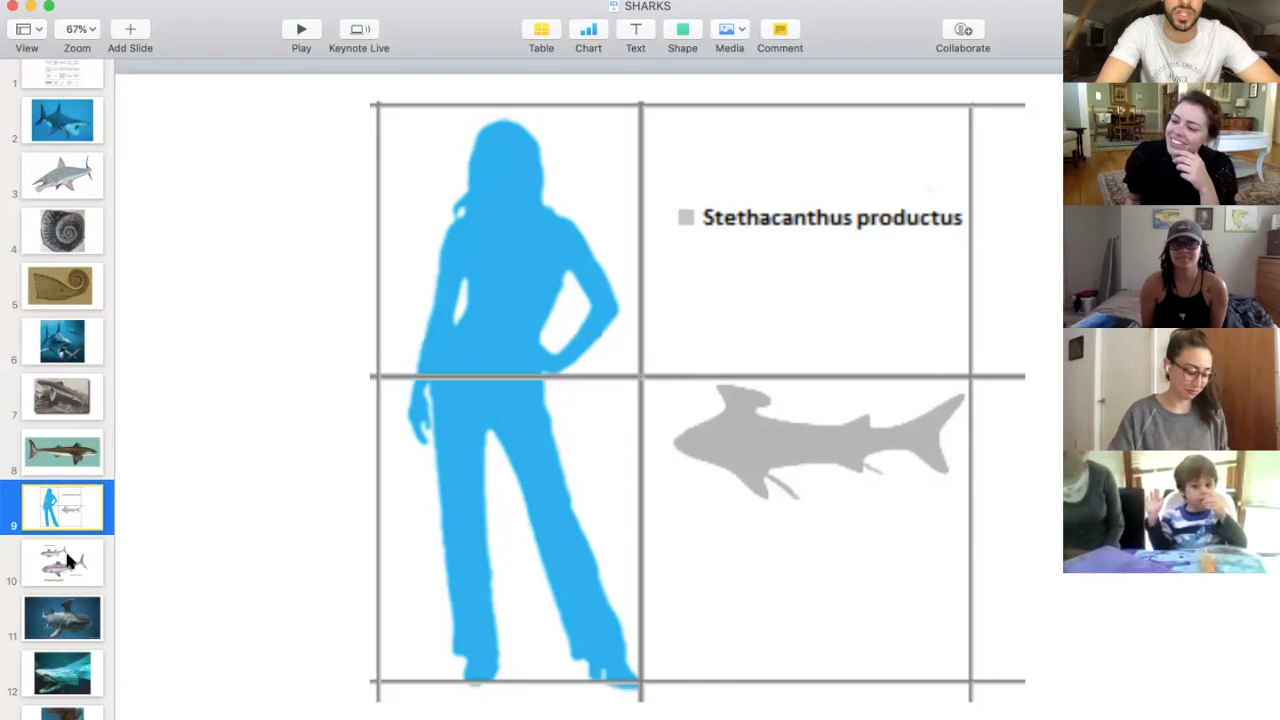 SHARKS
67%
View
Zoom
Add Slide
Play
Keynote Live
Table
Chart
Text
Shape
Media
Comment
Collaborate
1
2
3
4
5
6
7
8
9
10
11
12
Stethacanthus productus